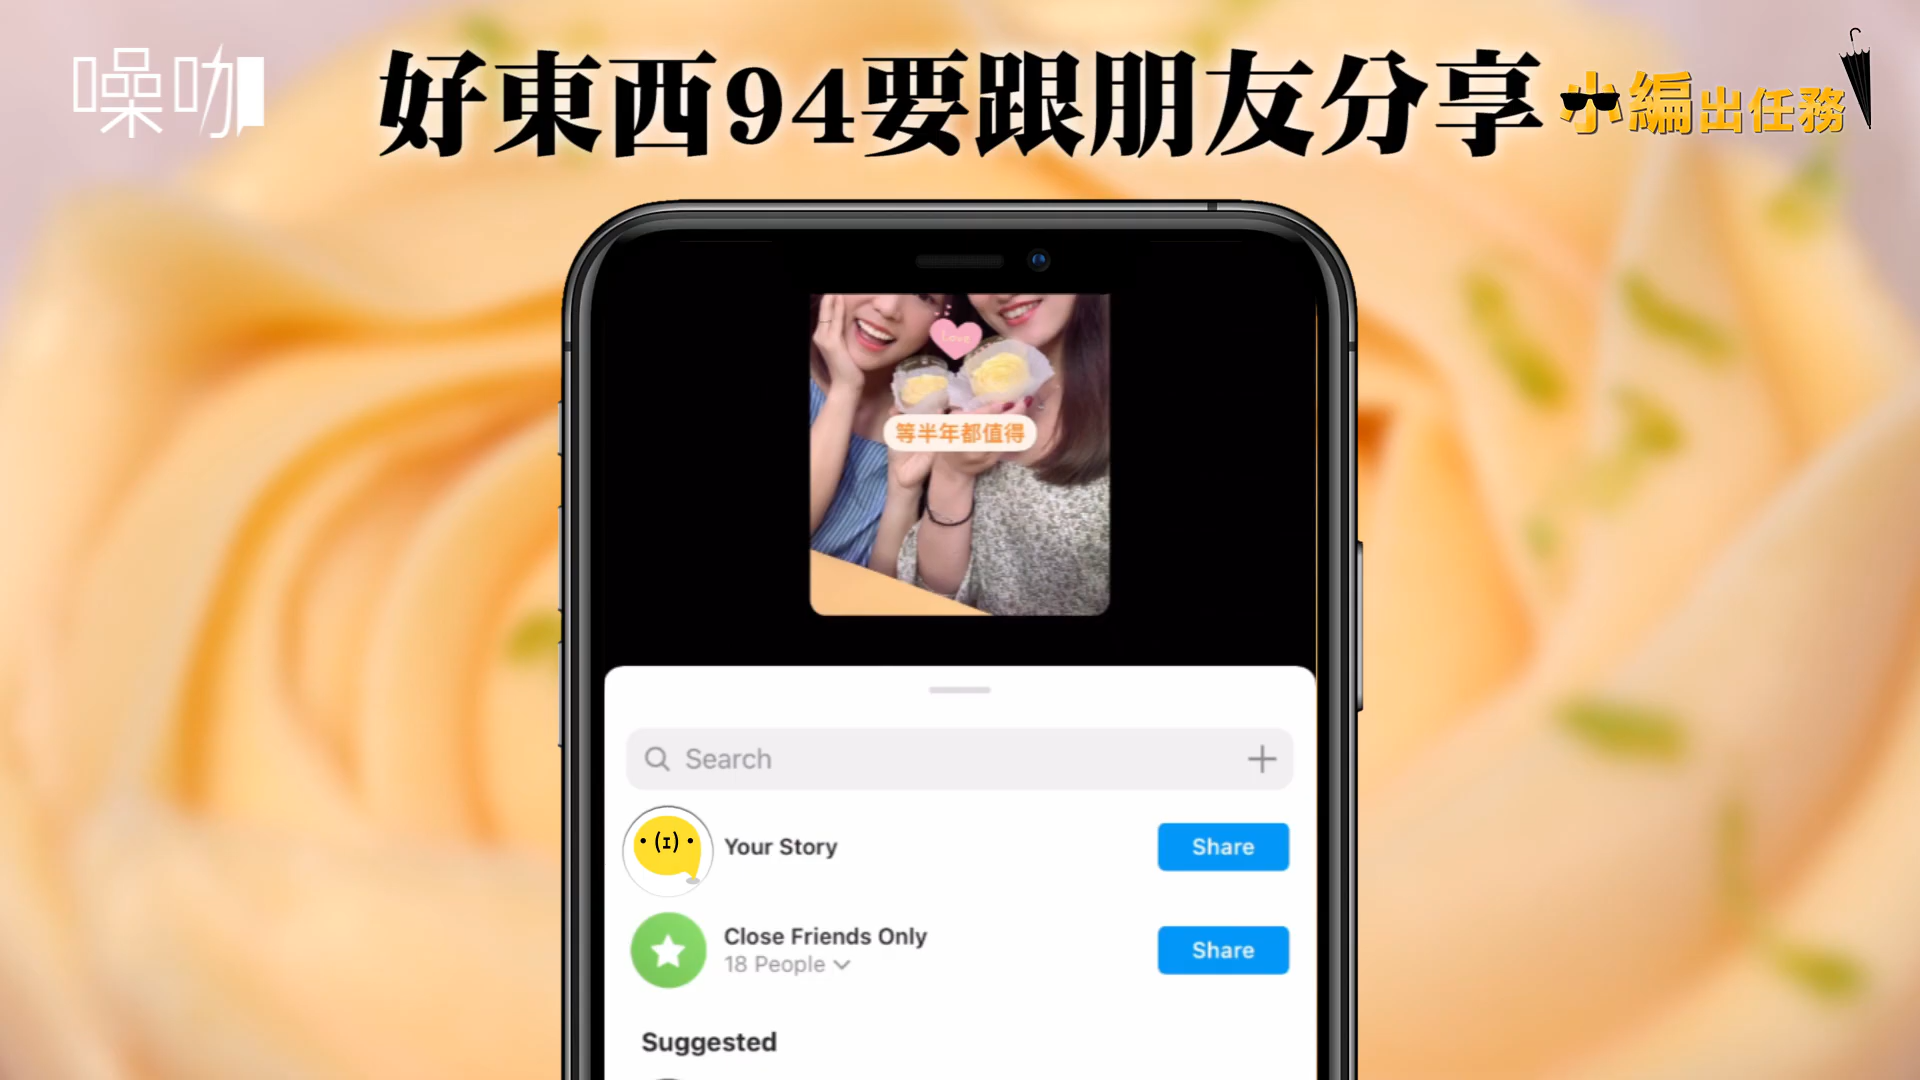 噪咖
好東西94要跟朋友分享
小編出任務
Love
等半年都值得
Search
Your Story
Share
Close Friends Only
18 People
Share
Suggested